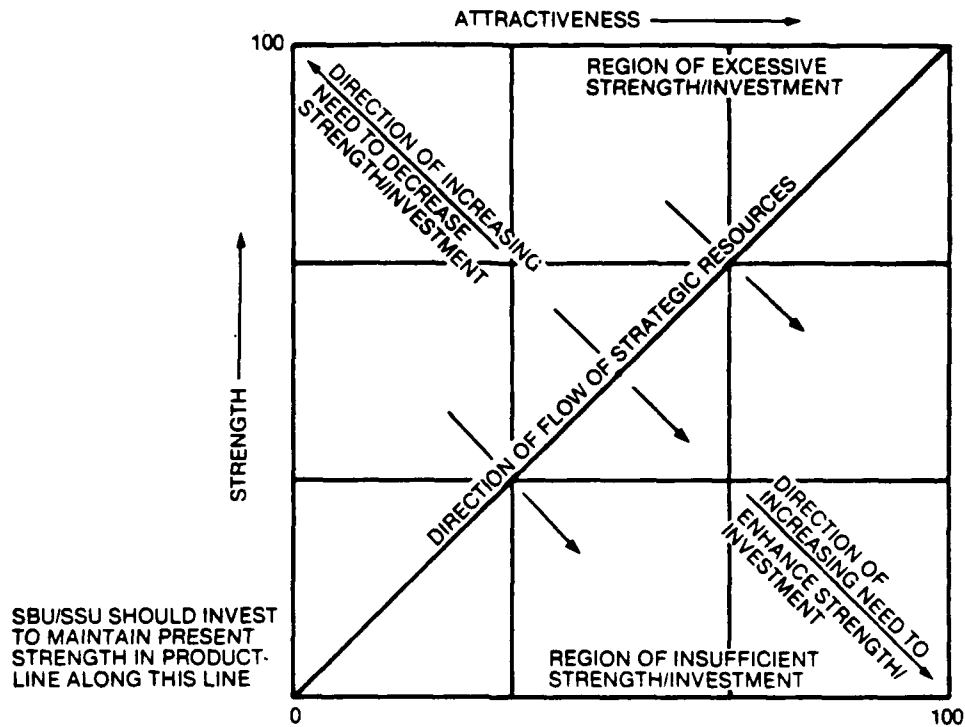 ATTRACTIVENESS
100
REGION OF EXCESSIVE
STRENGTH/INVESTMENT
DIRECTION OF INCREASING
NEED TO DECREASE
STRENGTH/INVESTMENT
DIRECTION OF FLOW OF STRATEGIC RESOURCES
STRENGTH
DIRECTION OF
INCREASING NEED TO
ENHANCE STRENGTH/
INVESTMENT
SBU/SSU SHOULD INVEST
TO MAINTAIN PRESENT
STRENGTH IN PRODUCT-
LINE ALONG THIS LINE
REGION OF INSUFFICIENT
STRENGTH/INVESTMENT
0
100